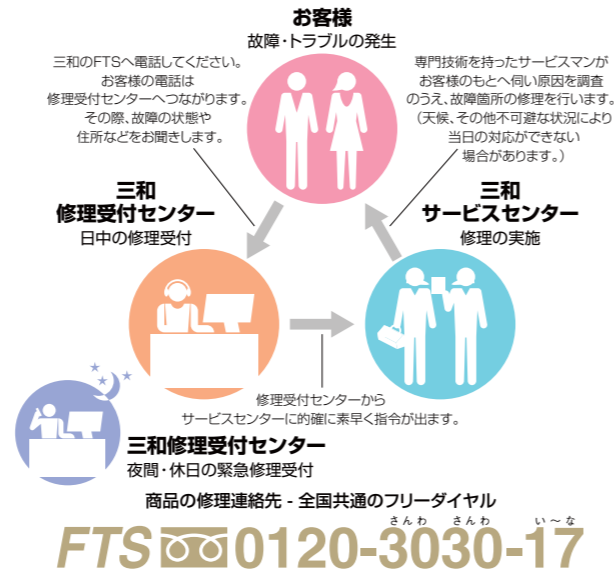 お客様
故障・トラブルの発生
三和のFTSへ電話してください。
お客様の電話は
修理受付センターへつながります。
その際、故障の状態や
住所などをお聞きします。
専門技術を持ったサービスマンが
お客様のもとへ伺い原因を調査
のうえ、故障箇所の修理を行います。
(天候、その他不可避な状況により
当日の対応ができない
場合があります。)
三和
修理受付センター
日中の修理受付
三和
サービスセンター
修理の実施
修理受付センターから
サービスセンターに的確に素早く指令が出ます。
三和修理受付センター
夜間・休日の緊急修理受付
商品の修理連絡先 - 全国共通のフリーダイヤル
さんわ さんわ い〜な
FTS 0120-3030-17